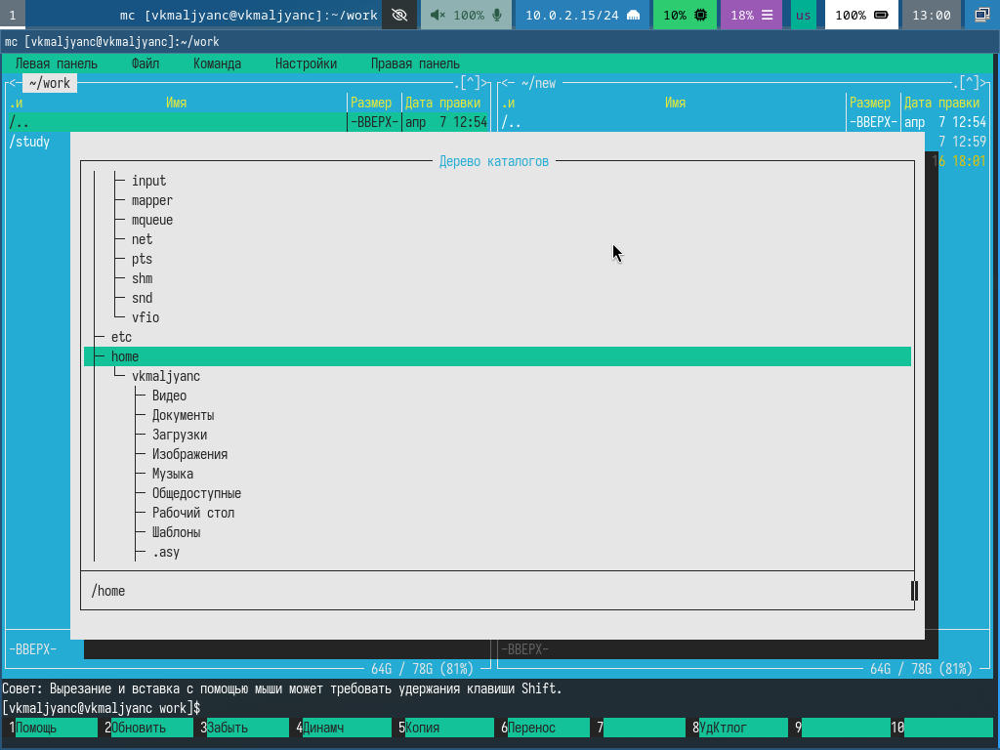 1 mc [vkmaljyanc@vkmaljyanc]:~/work 100% 10.0.2.15/24 10% 18% us 100% 13:00
mc [vkmaljyanc@vkmaljyanc]:~/work
Левая панель Файл Команда Настройки Правая панель
<- ~/work .[^]> <- ~/new .[^]>
.и Имя Размер Дата правки .и Имя Размер Дата правки
/.. -ВВЕРХ- апр 7 12:54 /.. -ВВЕРХ- апр 7 12:54
/study 7 12:59
Дерево каталогов 16 18:01
input
mapper
mqueue
net
pts
shm
snd
vfio
etc
home
vkmaljyanc
Видео
Документы
Загрузки
Изображения
Музыка
Общедоступные
Рабочий стол
Шаблоны
.asy
/home
-ВВЕРХ- -ВВЕРХ-
64G / 78G (81%) 64G / 78G (81%)
Совет: Вырезание и вставка с помощью мыши может требовать удержания клавиши Shift.
[vkmaljyanc@vkmaljyanc work]$
1Помощь 2Обновить 3Забыть 4Динамч 5Копия 6Перенос 7 8УдКтлог 9 10